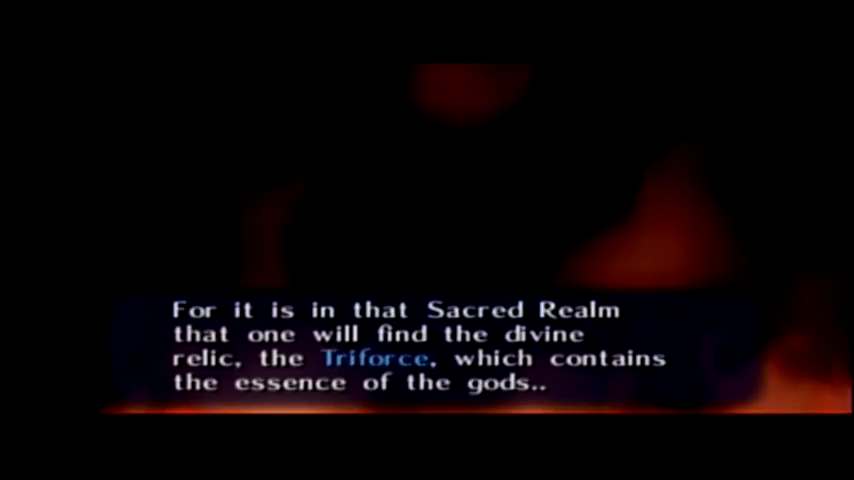 For it is in that Sacred Realm
that one will find the divine
relic, the Triforce, which contains
the essence of the gods..